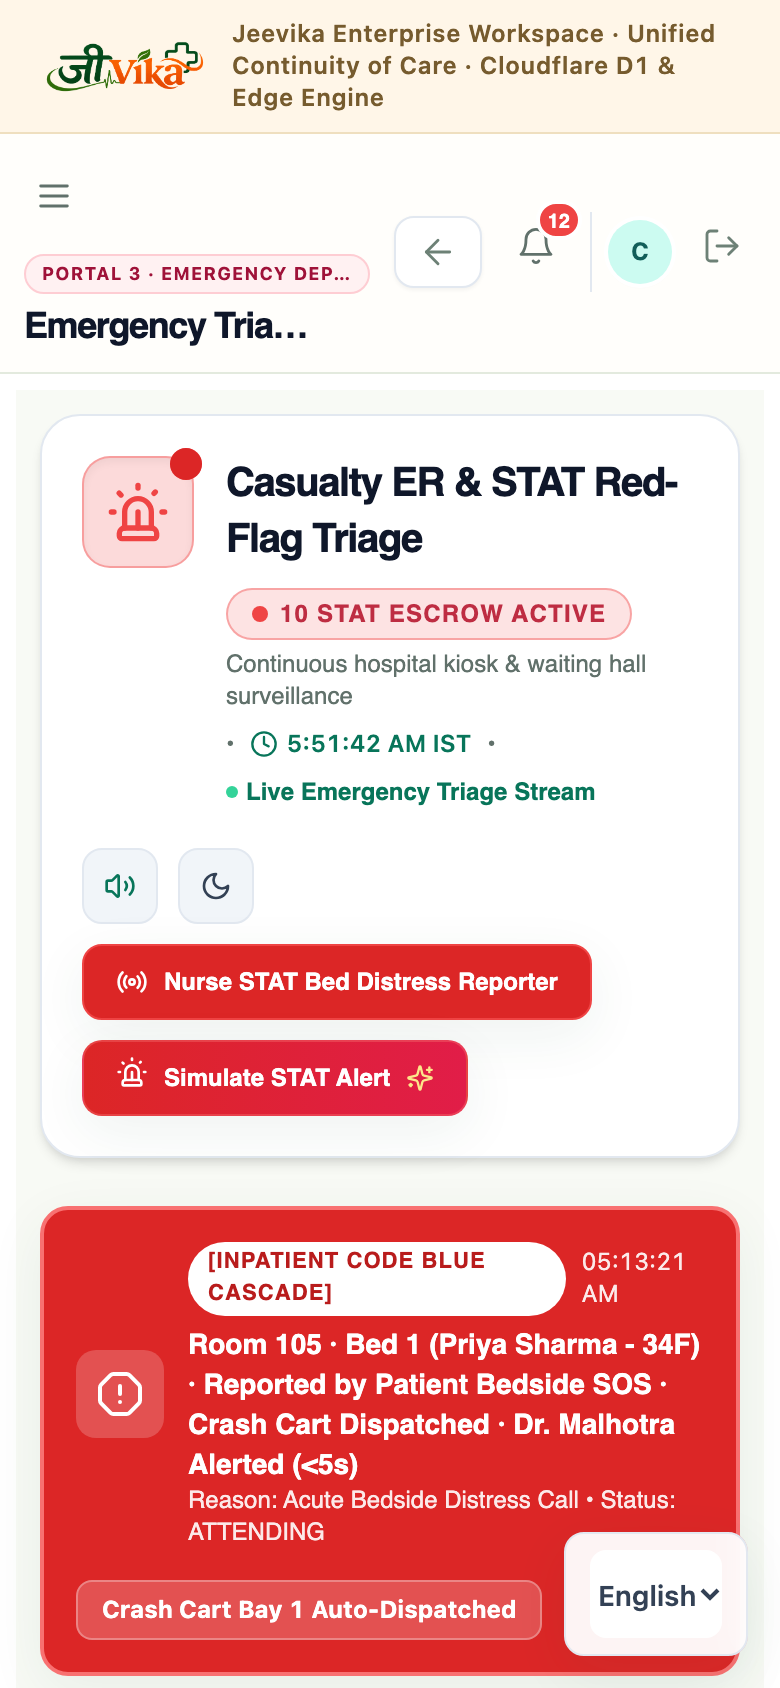 जीvika
Jeevika Enterprise Workspace · Unified
Continuity of Care · Cloudflare D1 &
Edge Engine
12
PORTAL 3 · EMERGENCY DEP...
C
Emergency Tria...
Casualty ER & STAT Red-
Flag Triage
10 STAT ESCROW ACTIVE
Continuous hospital kiosk & waiting hall
surveillance
· 5:51:42 AM IST ·
Live Emergency Triage Stream
Nurse STAT Bed Distress Reporter
Simulate STAT Alert
[INPATIENT CODE BLUE
CASCADE]
05:13:21
AM
Room 105 · Bed 1 (Priya Sharma - 34F)
· Reported by Patient Bedside SOS ·
Crash Cart Dispatched · Dr. Malhotra
Alerted (<5s)
Reason: Acute Bedside Distress Call • Status:
ATTENDING
Crash Cart Bay 1 Auto-Dispatched
English